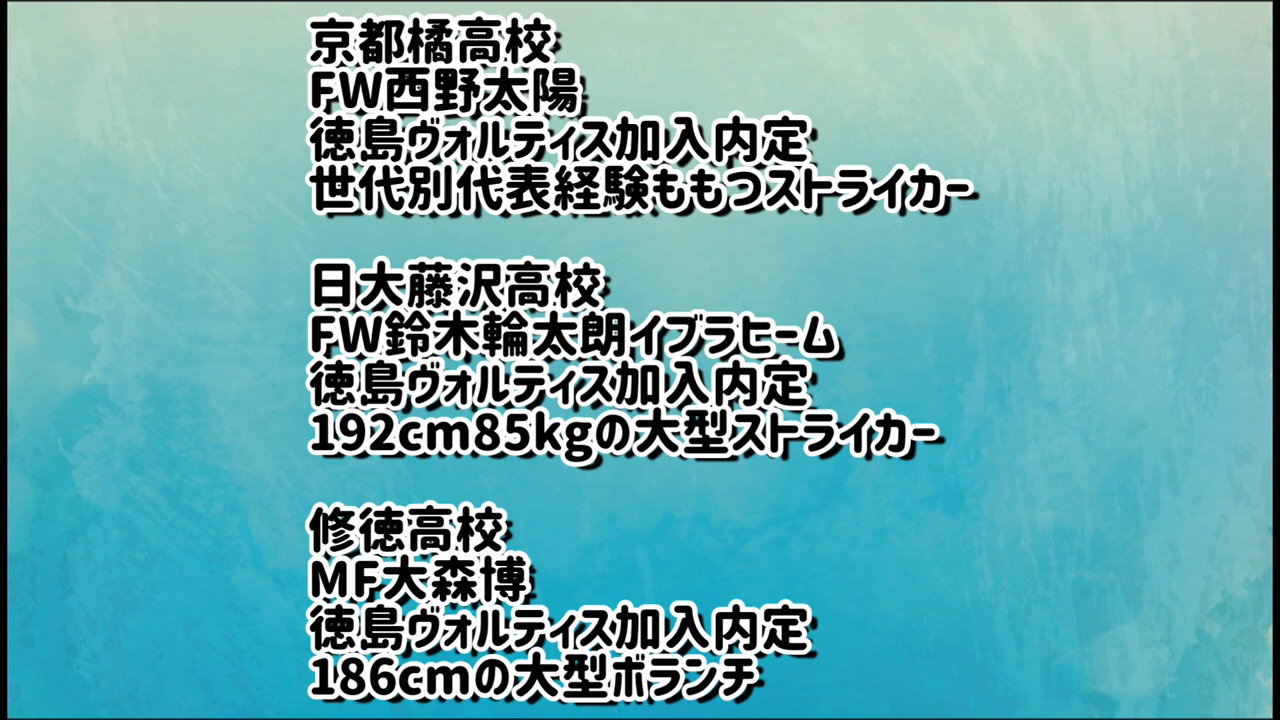 京都橘高校
FW西野太陽
徳島ヴォルティス加入内定
世代別代表経験ももつストライカー
日大藤沢高校
FW鈴木輪太朗イブラヒーム
徳島ヴォルティス加入内定
192cm85kgの大型ストライカー
修徳高校
MF大森博
徳島ヴォルティス加入内定
186cmの大型ボランチ